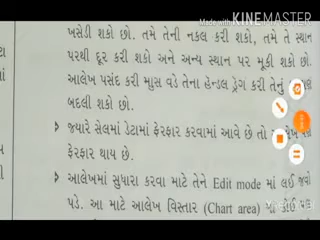 Made with KINEMASTER
ખસેડી શકો છો. તમે તેની નકલ કરી શકો, તમે તે સ્થાન
પરથી દૂર કરી શકો અને અન્ય સ્થાન પર મૂકી શકો છો.
આલેખ પસંદ કરી માઉસ વડે તેના હેન્ડલ ડ્રેગ કરી તેનું
બદલી શકો છો.
જ્યારે સેલમાં ડેટામાં ફેરફાર કરવામાં આવે છે તો
ફેરફાર થાય છે.
આલેખમાં સુધારા કરવા માટે તેને Edit mode માં લઈ જવો
પડે. આ માટે આલેખ વિસ્તાર (Chart area) માં કોઈ પણ